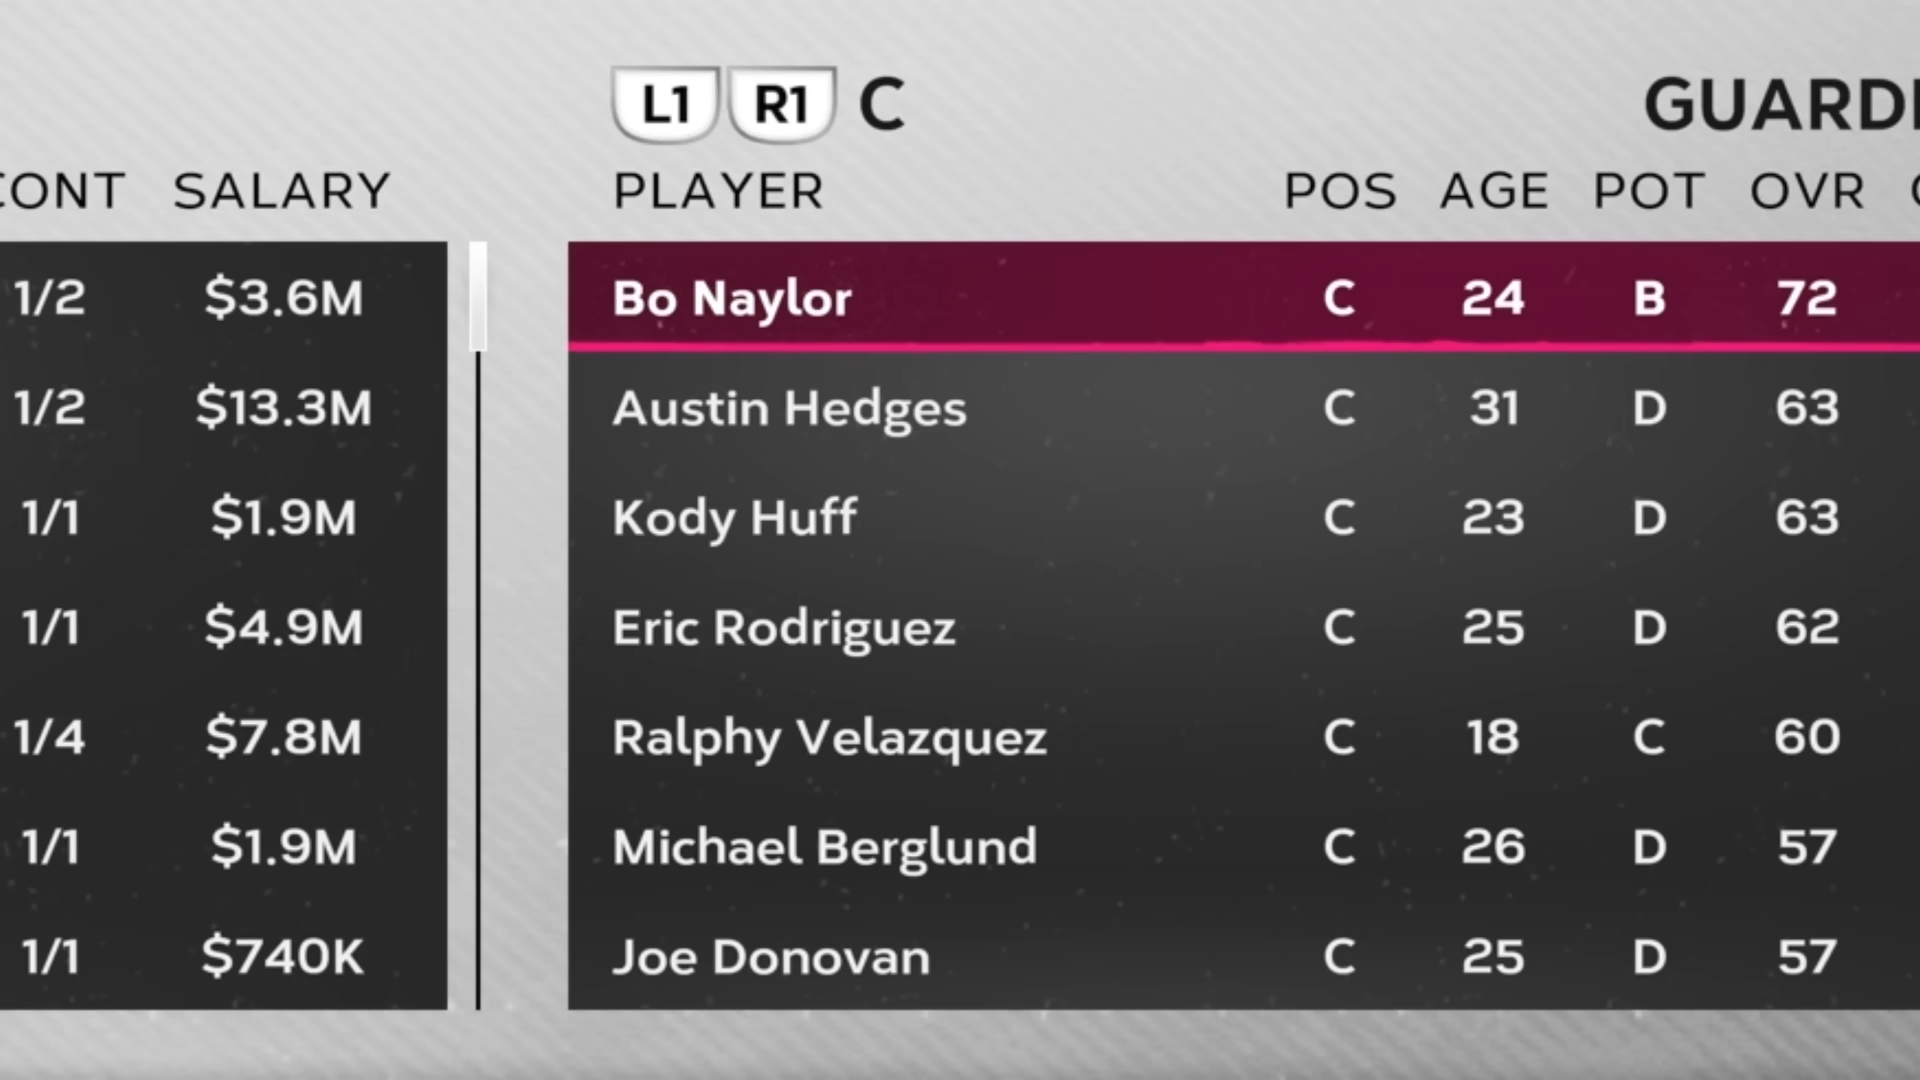 L1 R1 C GUARDI
CONT SALARY PLAYER POS AGE POT OVR
1/2 $3.6M Bo Naylor C 24 B 72
1/2 $13.3M Austin Hedges C 31 D 63
1/1 $1.9M Kody Huff C 23 D 63
1/1 $4.9M Eric Rodriguez C 25 D 62
1/4 $7.8M Ralphy Velazquez C 18 C 60
1/1 $1.9M Michael Berglund C 26 D 57
1/1 $740K Joe Donovan C 25 D 57